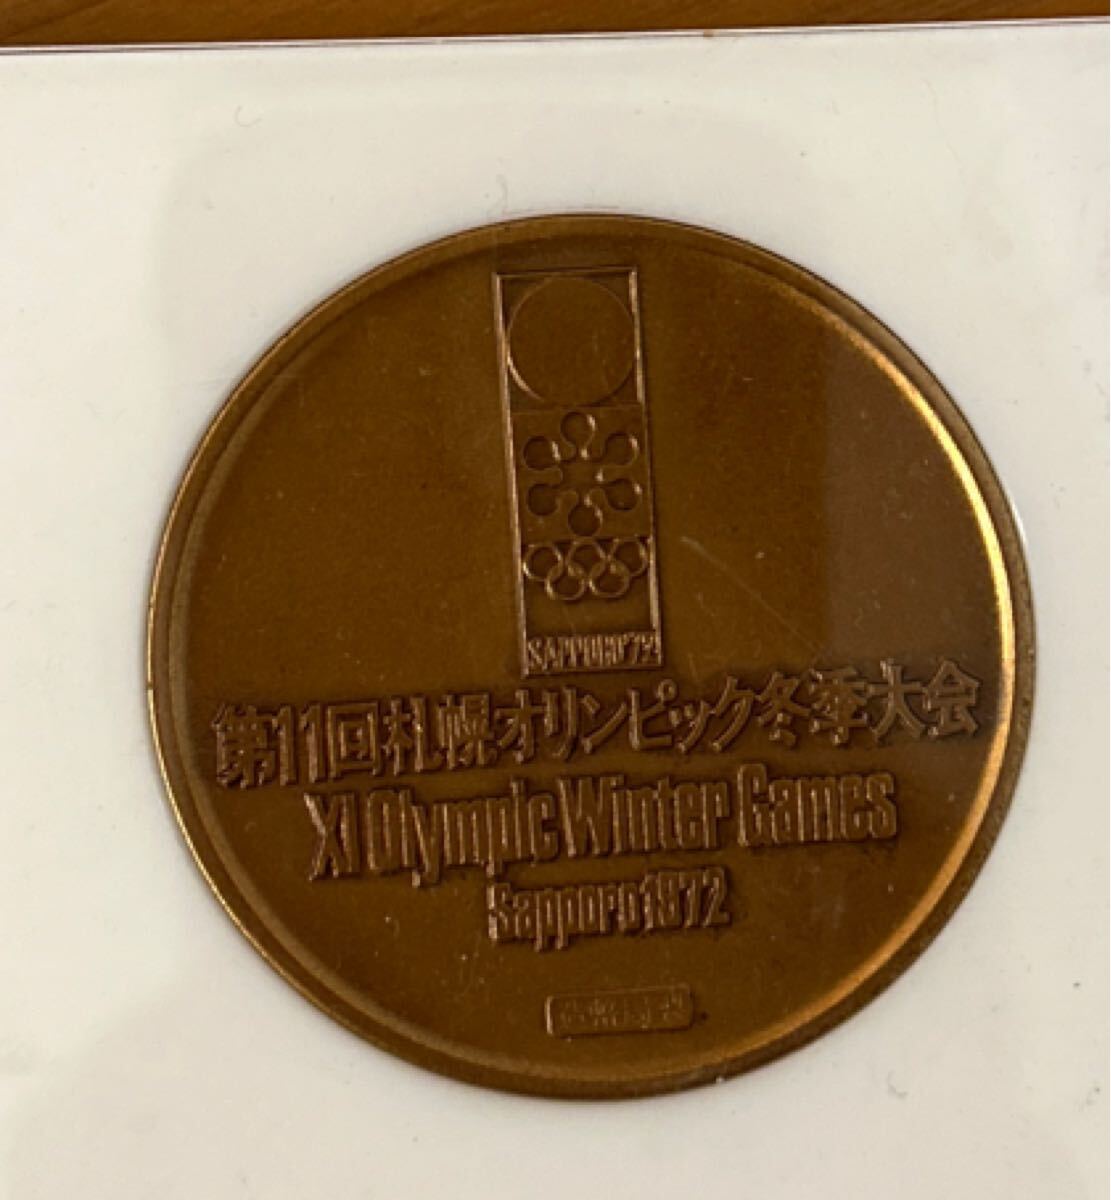 SAPPORO'72
第11回札幌オリンピック冬季大会
XI Olympic Winter Games
Sapporo1972